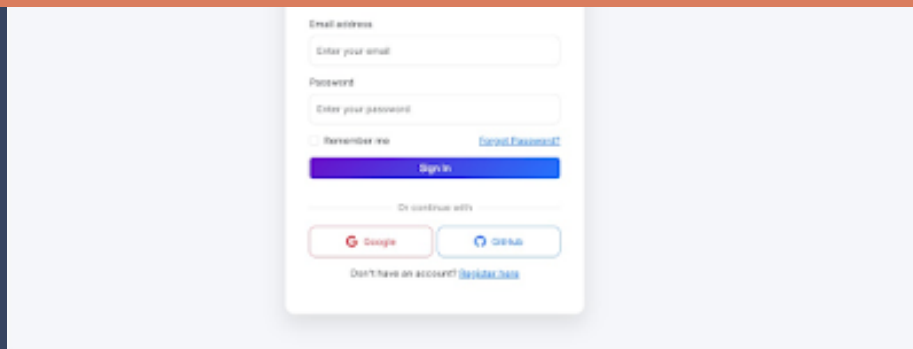 Email address
Enter your email
Password
Enter your password
Remember me Forgot Password?
Sign In
Or continue with
Google GitHub
Don't have an account? Register here